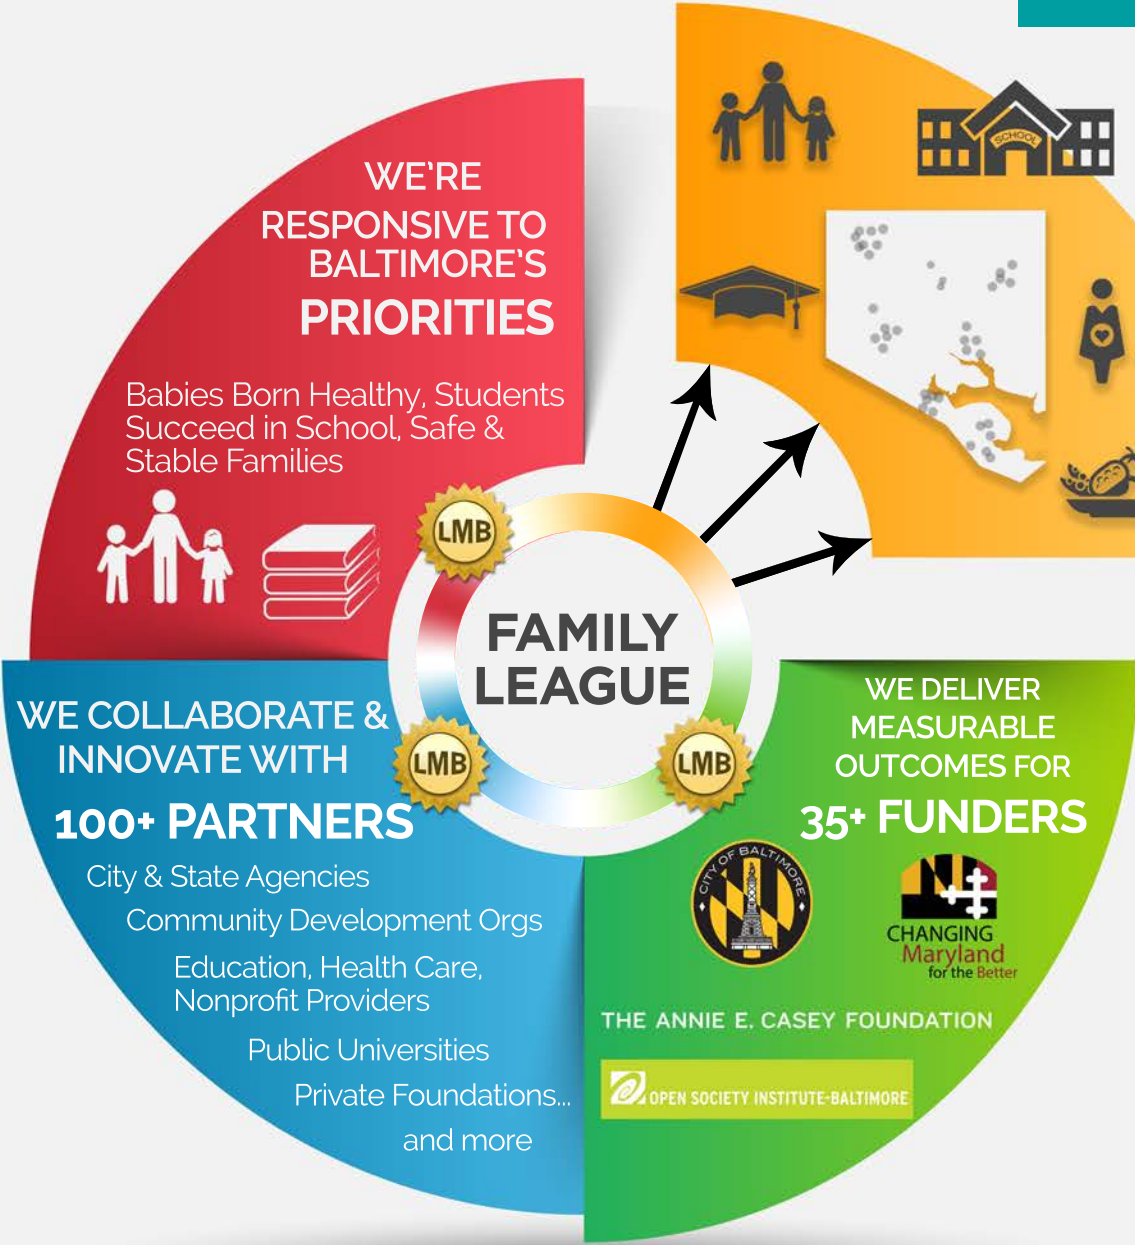 WE'RE
RESPONSIVE TO
BALTIMORE'S
PRIORITIES
Babies Born Healthy, Students
Succeed in School, Safe &
Stable Families
SCHOOL
LMB
FAMILY
LEAGUE
LMB
LMB
WE COLLABORATE &
INNOVATE WITH
100+ PARTNERS
City & State Agencies
Community Development Orgs
Education, Health Care,
Nonprofit Providers
Public Universities
Private Foundations...
and more
WE DELIVER
MEASURABLE
OUTCOMES FOR
35+ FUNDERS
CITY OF BALTIMORE
CHANGING
Maryland
for the Better
THE ANNIE E. CASEY FOUNDATION
OPEN SOCIETY INSTITUTE-BALTIMORE